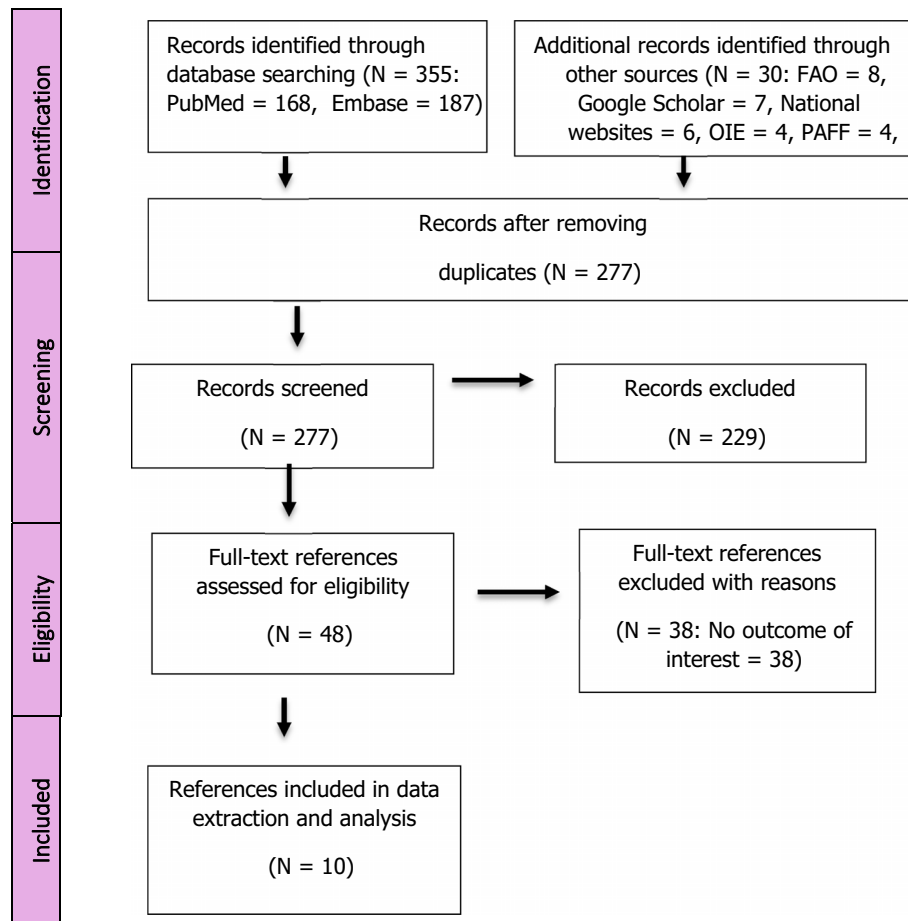 Identification
Records identified through
database searching (N = 355:
PubMed = 168, Embase = 187)
Additional records identified through
other sources (N = 30: FAO = 8,
Google Scholar = 7, National
websites = 6, OIE = 4, PAFF = 4,
Records after removing
duplicates (N = 277)
Screening
Records screened
(N = 277)
Records excluded
(N = 229)
Eligibility
Full-text references
assessed for eligibility
(N = 48)
Full-text references
excluded with reasons
(N = 38: No outcome of
interest = 38)
Included
References included in data
extraction and analysis
(N = 10)